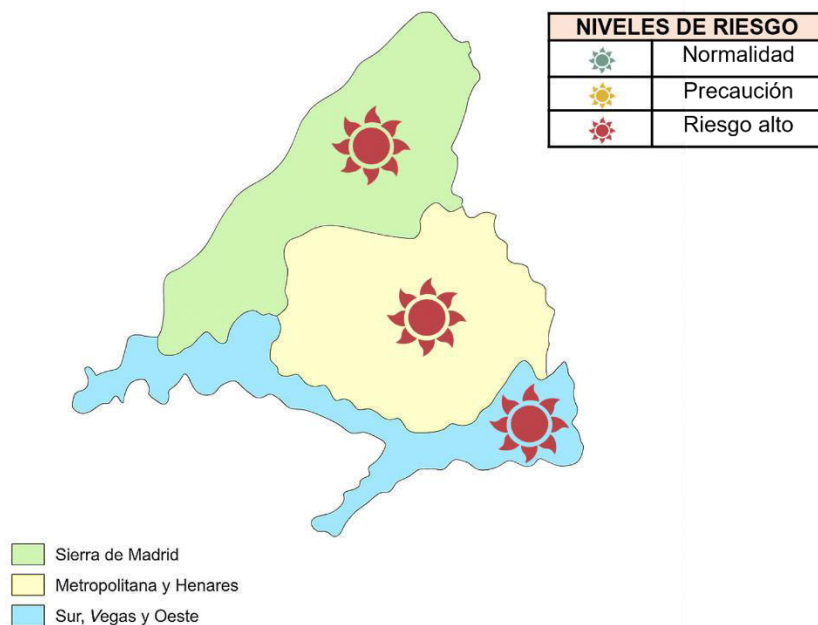 NIVELES DE RIESGO
Normalidad
Precaución
Riesgo alto
Sierra de Madrid
Metropolitana y Henares
Sur, Vegas y Oeste